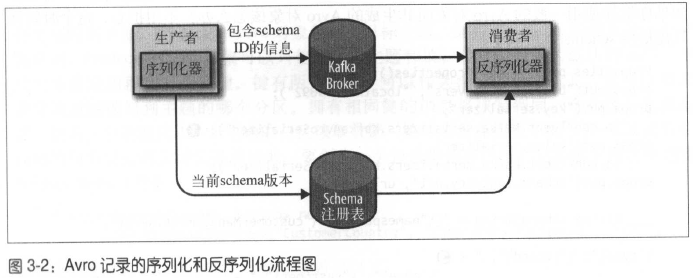 生产者
序列化器
包含schema
ID的信息
Kafka
Broker
消费者
反序列化器
当前schema版本
Schema
注册表
图 3-2：Avro 记录的序列化和反序列化流程图